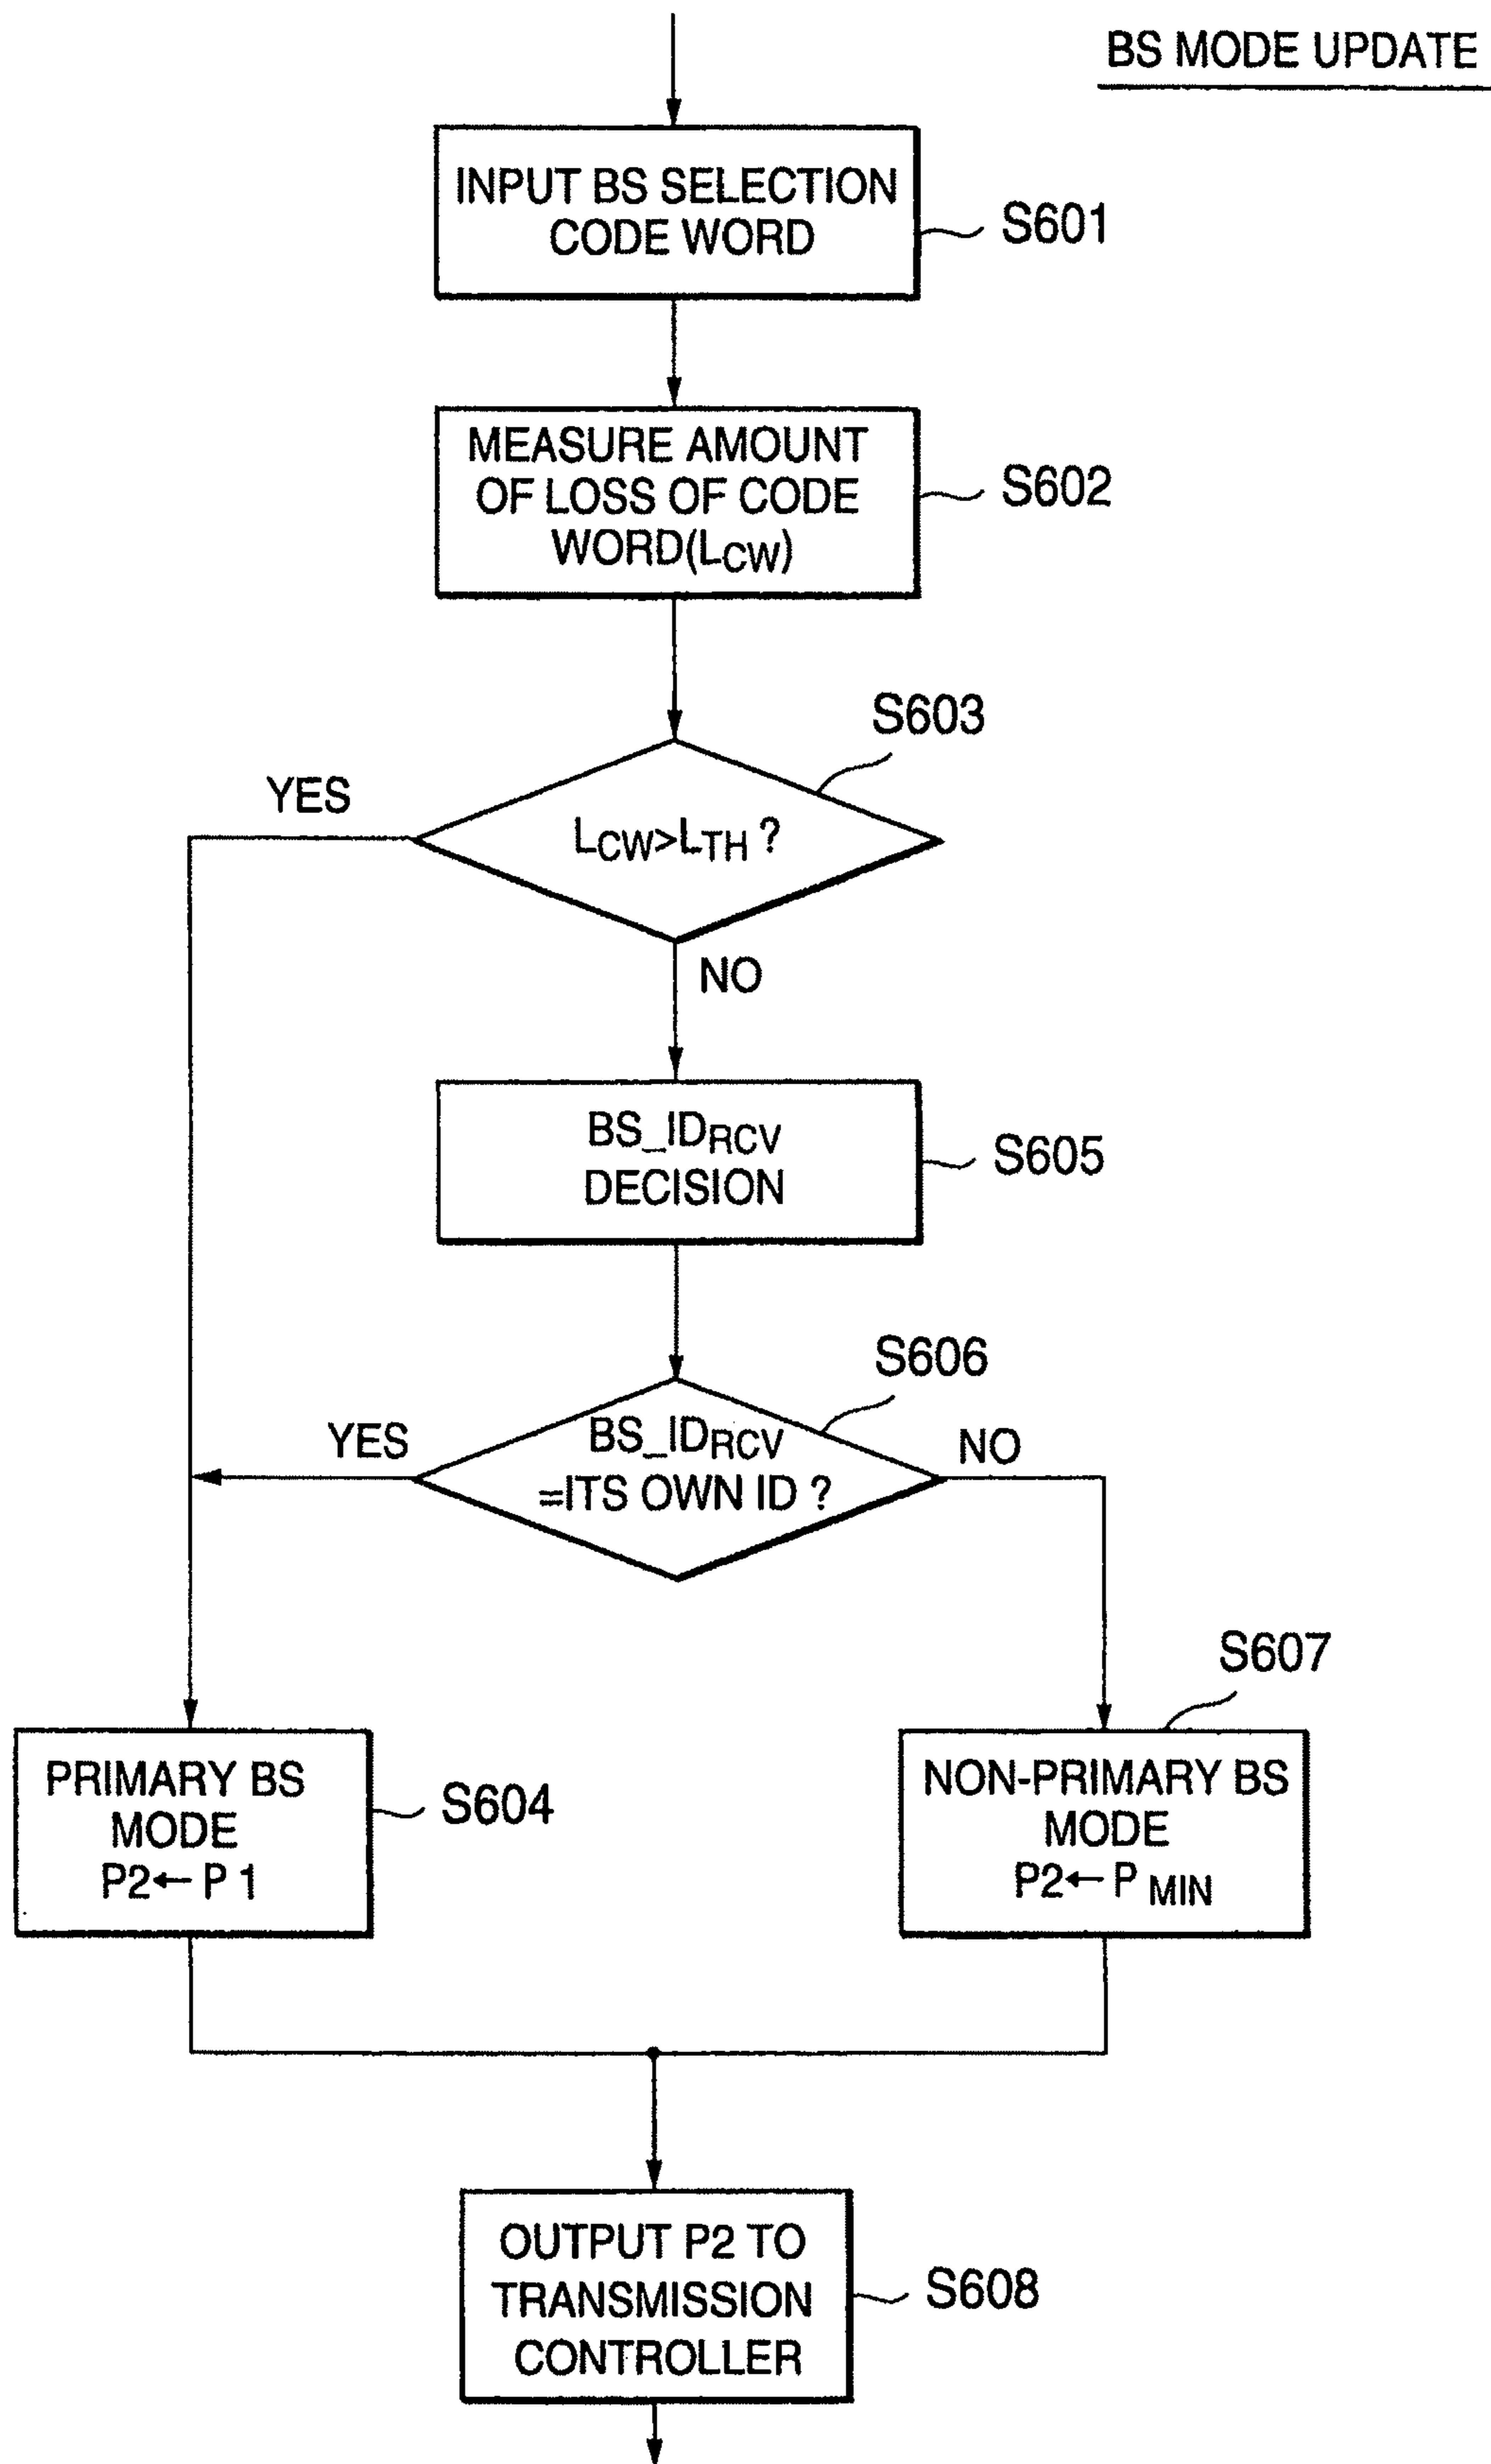 BS MODE UPDATE
INPUT BS SELECTION
CODE WORD
S601
MEASURE AMOUNT
OF LOSS OF CODE
WORD(LCW)
S602
S603
YES
LCW>LTH ?
NO
BS_IDRCV
DECISION
S605
S606
YES
BS_IDRCV
=ITS OWN ID ?
NO
S607
PRIMARY BS
MODE
P2← P 1
S604
NON-PRIMARY BS
MODE
P2← P MIN
OUTPUT P2 TO
TRANSMISSION
CONTROLLER
S608